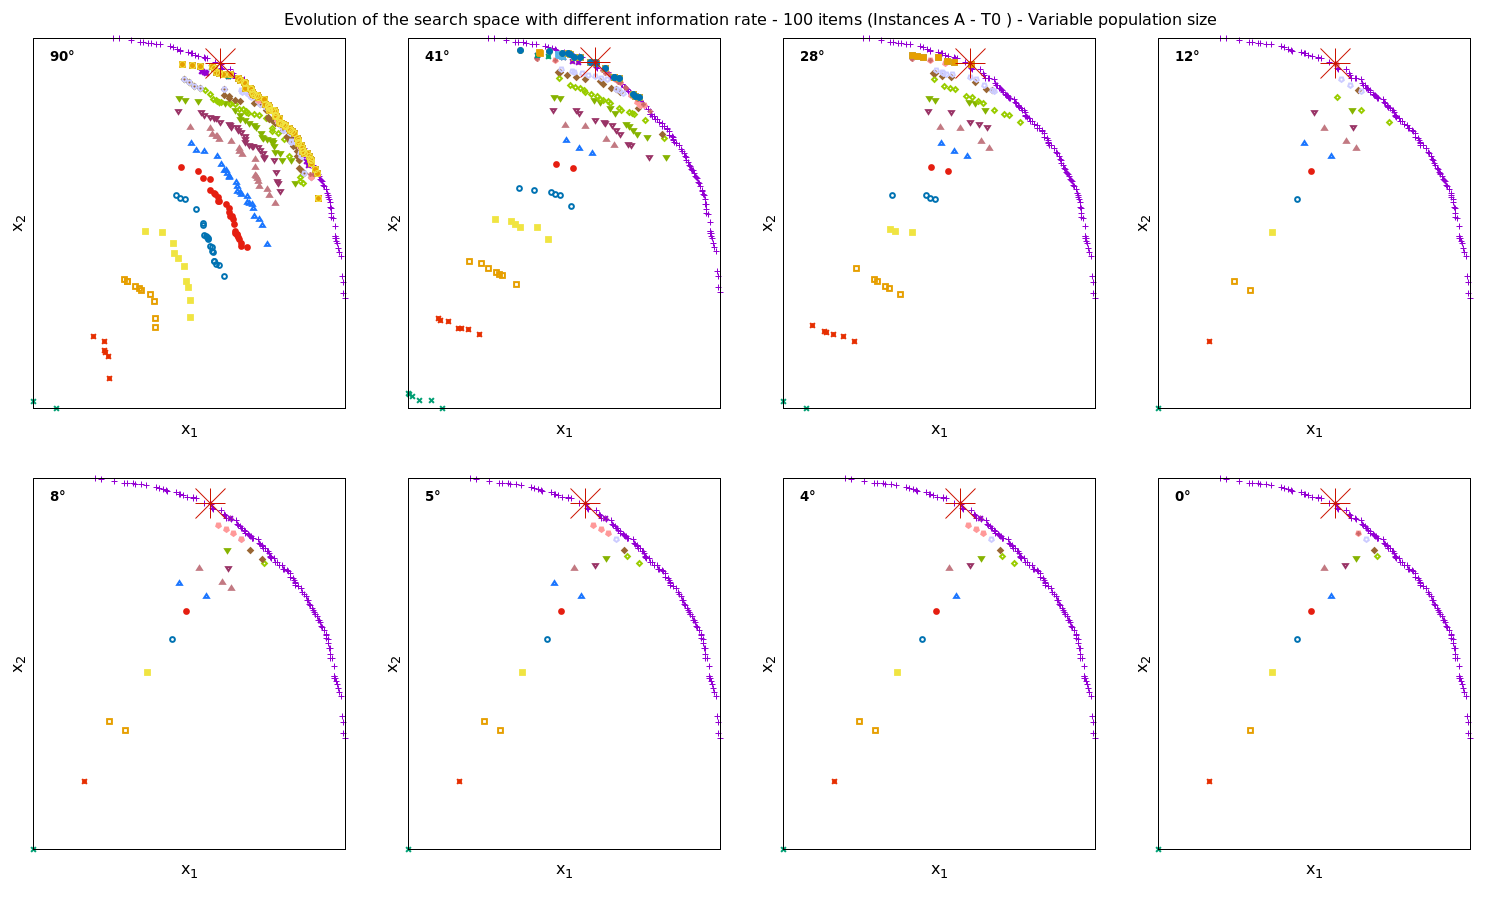 Evolution of the search space with different information rate - 100 items (Instances A - T0 ) - Variable population size
90°
41°
28°
12°
x2
x2
x2
x2
x1
x1
x1
x1
8°
5°
4°
0°
x2
x2
x2
x2
x1
x1
x1
x1